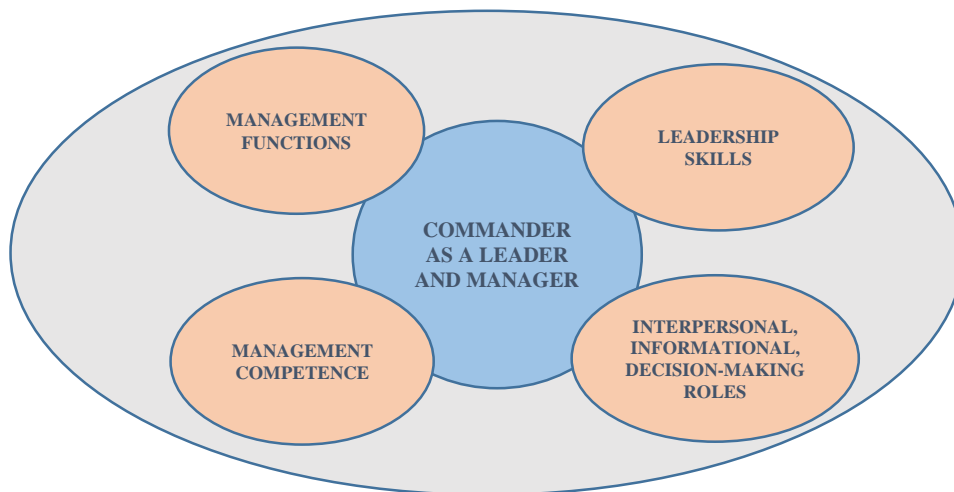 MANAGEMENT
FUNCTIONS
LEADERSHIP
SKILLS
COMMANDER
AS A LEADER
AND MANAGER
MANAGEMENT
COMPETENCE
INTERPERSONAL,
INFORMATIONAL,
DECISION-MAKING
ROLES